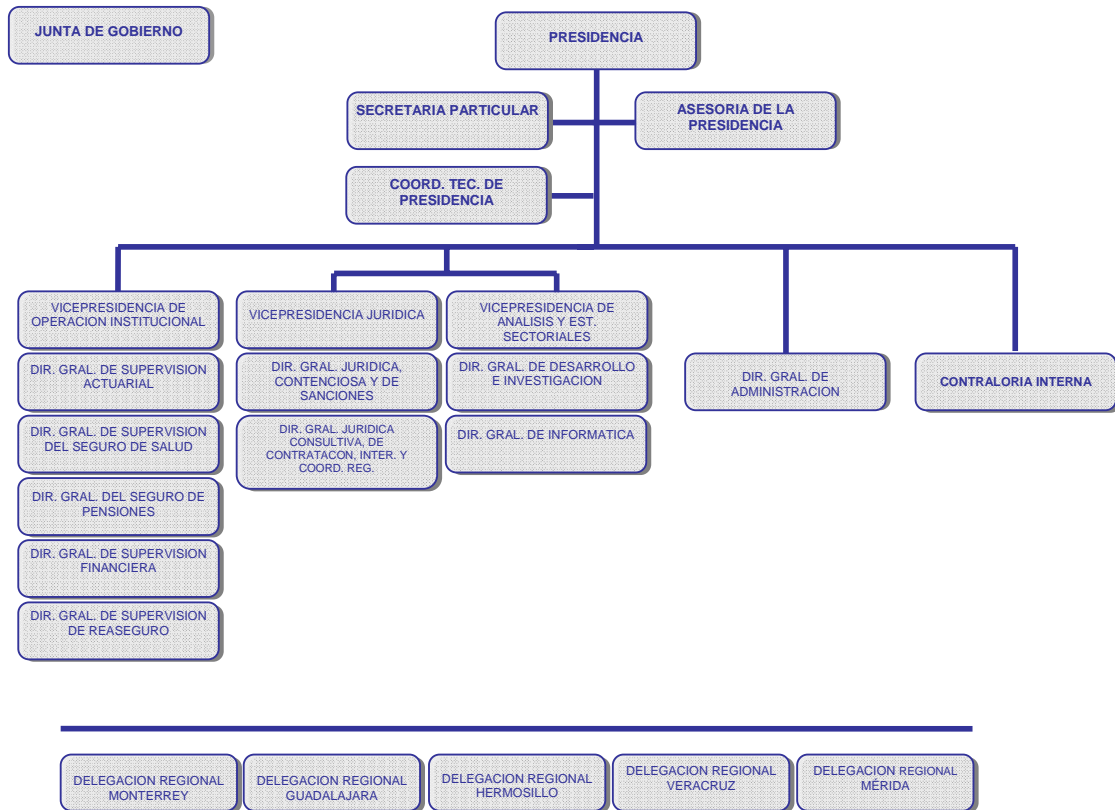 JUNTA DE GOBIERNO
PRESIDENCIA
SECRETARIA PARTICULAR
ASESORIA DE LA
PRESIDENCIA
COORD. TEC. DE
PRESIDENCIA
VICEPRESIDENCIA DE
OPERACION INSTITUCIONAL
DIR. GRAL. DE SUPERVISION
ACTUARIAL
DIR. GRAL. DE SUPERVISION
DEL SEGURO DE SALUD
DIR. GRAL. DEL SEGURO DE
PENSIONES
DIR. GRAL. DE SUPERVISION
FINANCIERA
DIR. GRAL. DE SUPERVISION
DE REASEGURO
VICEPRESIDENCIA JURIDICA
DIR. GRAL. JURIDICA,
CONTENCIOSA Y DE
SANCIONES
DIR. GRAL. JURIDICA
CONSULTIVA, DE
CONTRATACON, INTER. Y
COORD. REG.
VICEPRESIDENCIA DE
ANALISIS Y EST.
SECTORIALES
DIR. GRAL. DE DESARROLLO
E INVESTIGACION
DIR. GRAL. DE INFORMATICA
DIR. GRAL. DE
ADMINISTRACION
CONTRALORIA INTERNA
DELEGACION REGIONAL
MONTERREY
DELEGACION REGIONAL
GUADALAJARA
DELEGACION REGIONAL
HERMOSILLO
DELEGACION REGIONAL
VERACRUZ
DELEGACION REGIONAL
MÉRIDA